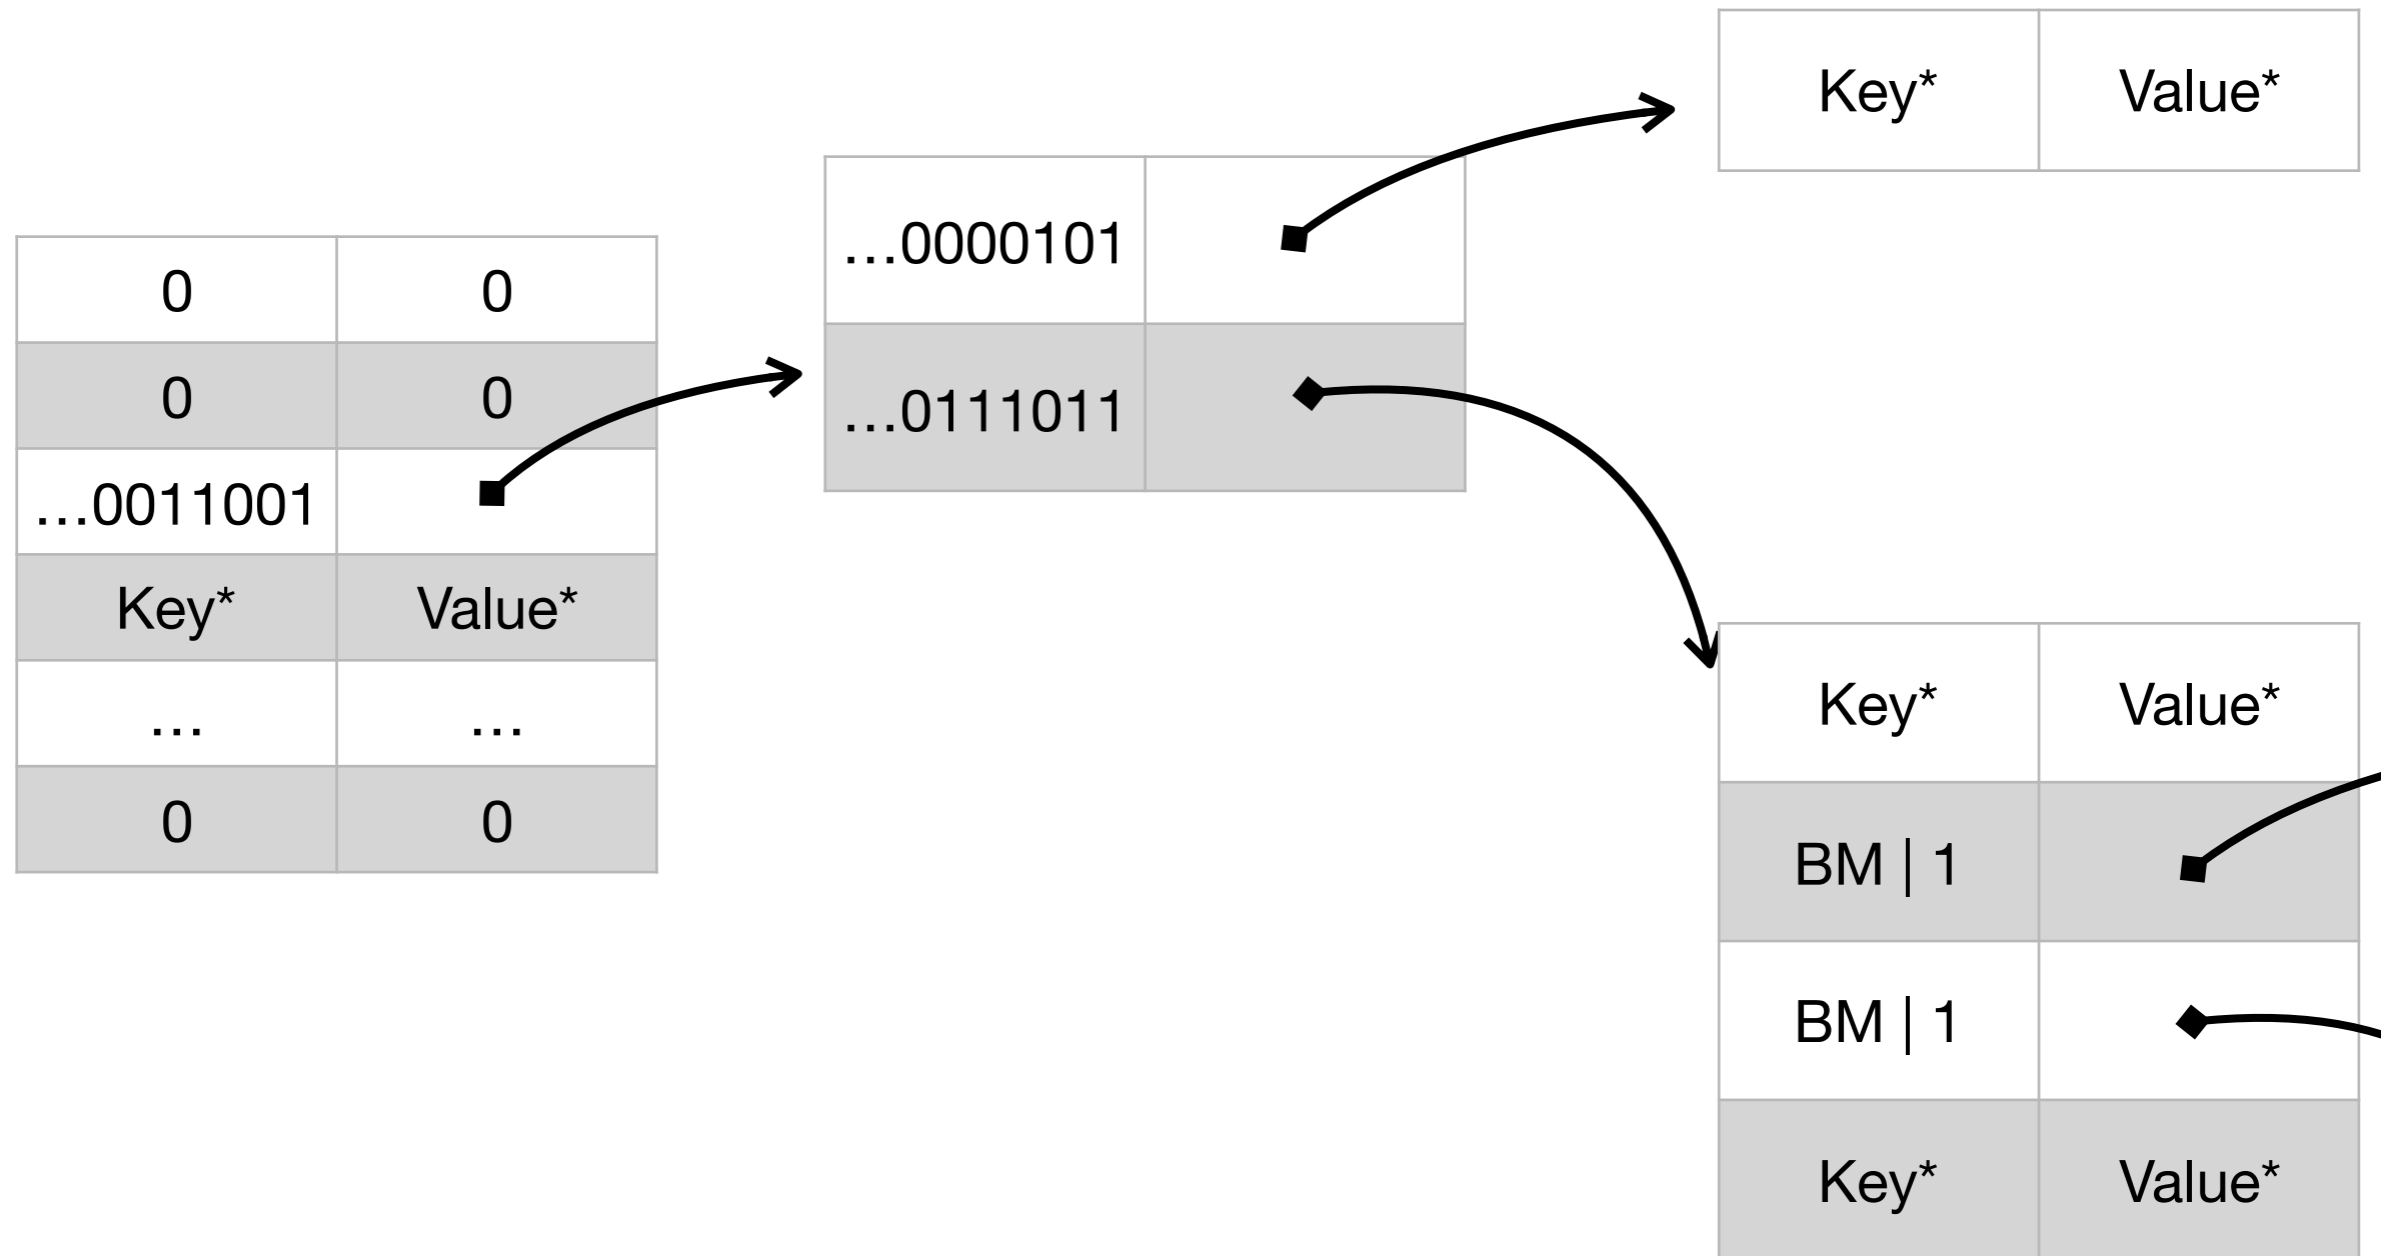 0 0
0 0
...0011001
Key* Value*
... ...
0 0
...0000101
...0111011
Key* Value*
Key* Value*
BM | 1
BM | 1
Key* Value*